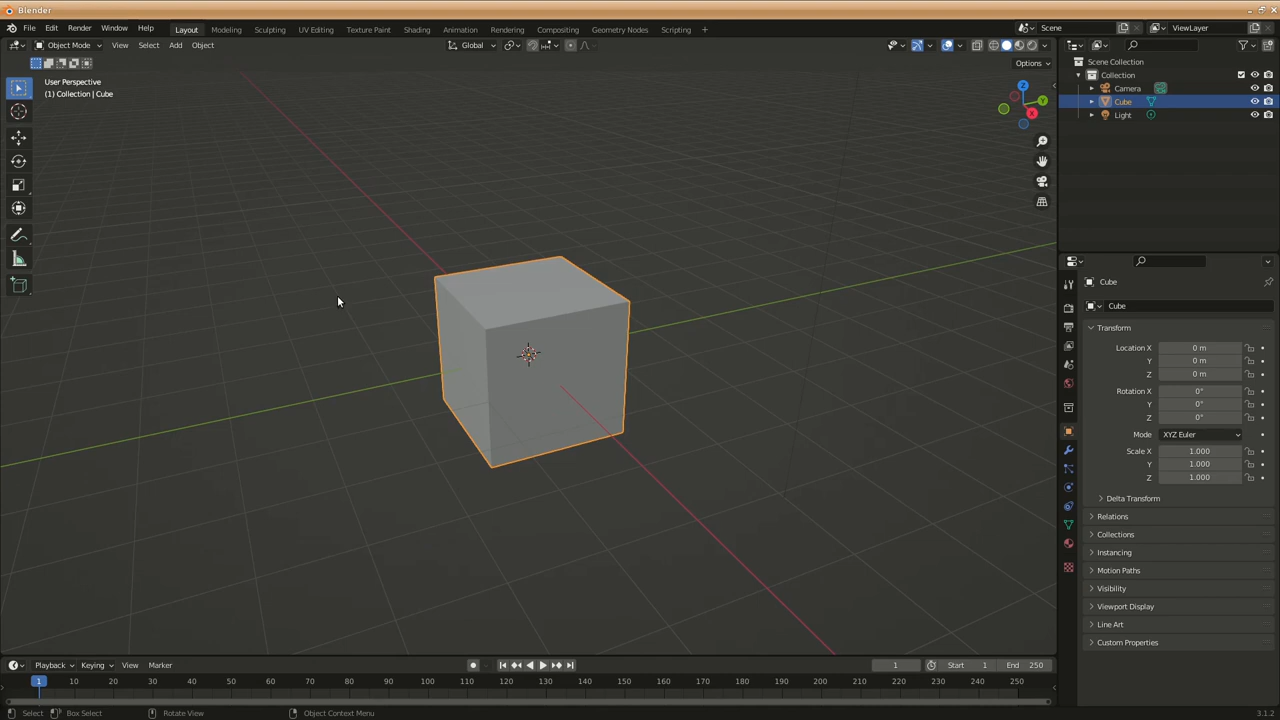 Blender
File Edit Render Window Help Layout Modeling Sculpting UV Editing Texture Paint Shading Animation Rendering Compositing Geometry Nodes Scripting Scene ViewLayer
Object Mode View Select Add Object Global
Options
User Perspective
(1) Collection | Cube
X
Y
Z
Scene Collection
Collection
Camera
Cube
Light
Cube
Cube
Transform
Location X 0 m
Y 0 m
Z 0 m
Rotation X 0°
Y 0°
Z 0°
Mode XYZ Euler
Scale X 1.000
Y 1.000
Z 1.000
Delta Transform
Relations
Collections
Instancing
Motion Paths
Visibility
Viewport Display
Line Art
Custom Properties
Playback Keying View Marker 1 Start 1 End 250
1 10 20 30 40 50 60 70 80 90 100 110 120 130 140 150 160 170 180 190 200 210 220 230 240 250
Select Box Select Rotate View Object Context Menu 3.1.2